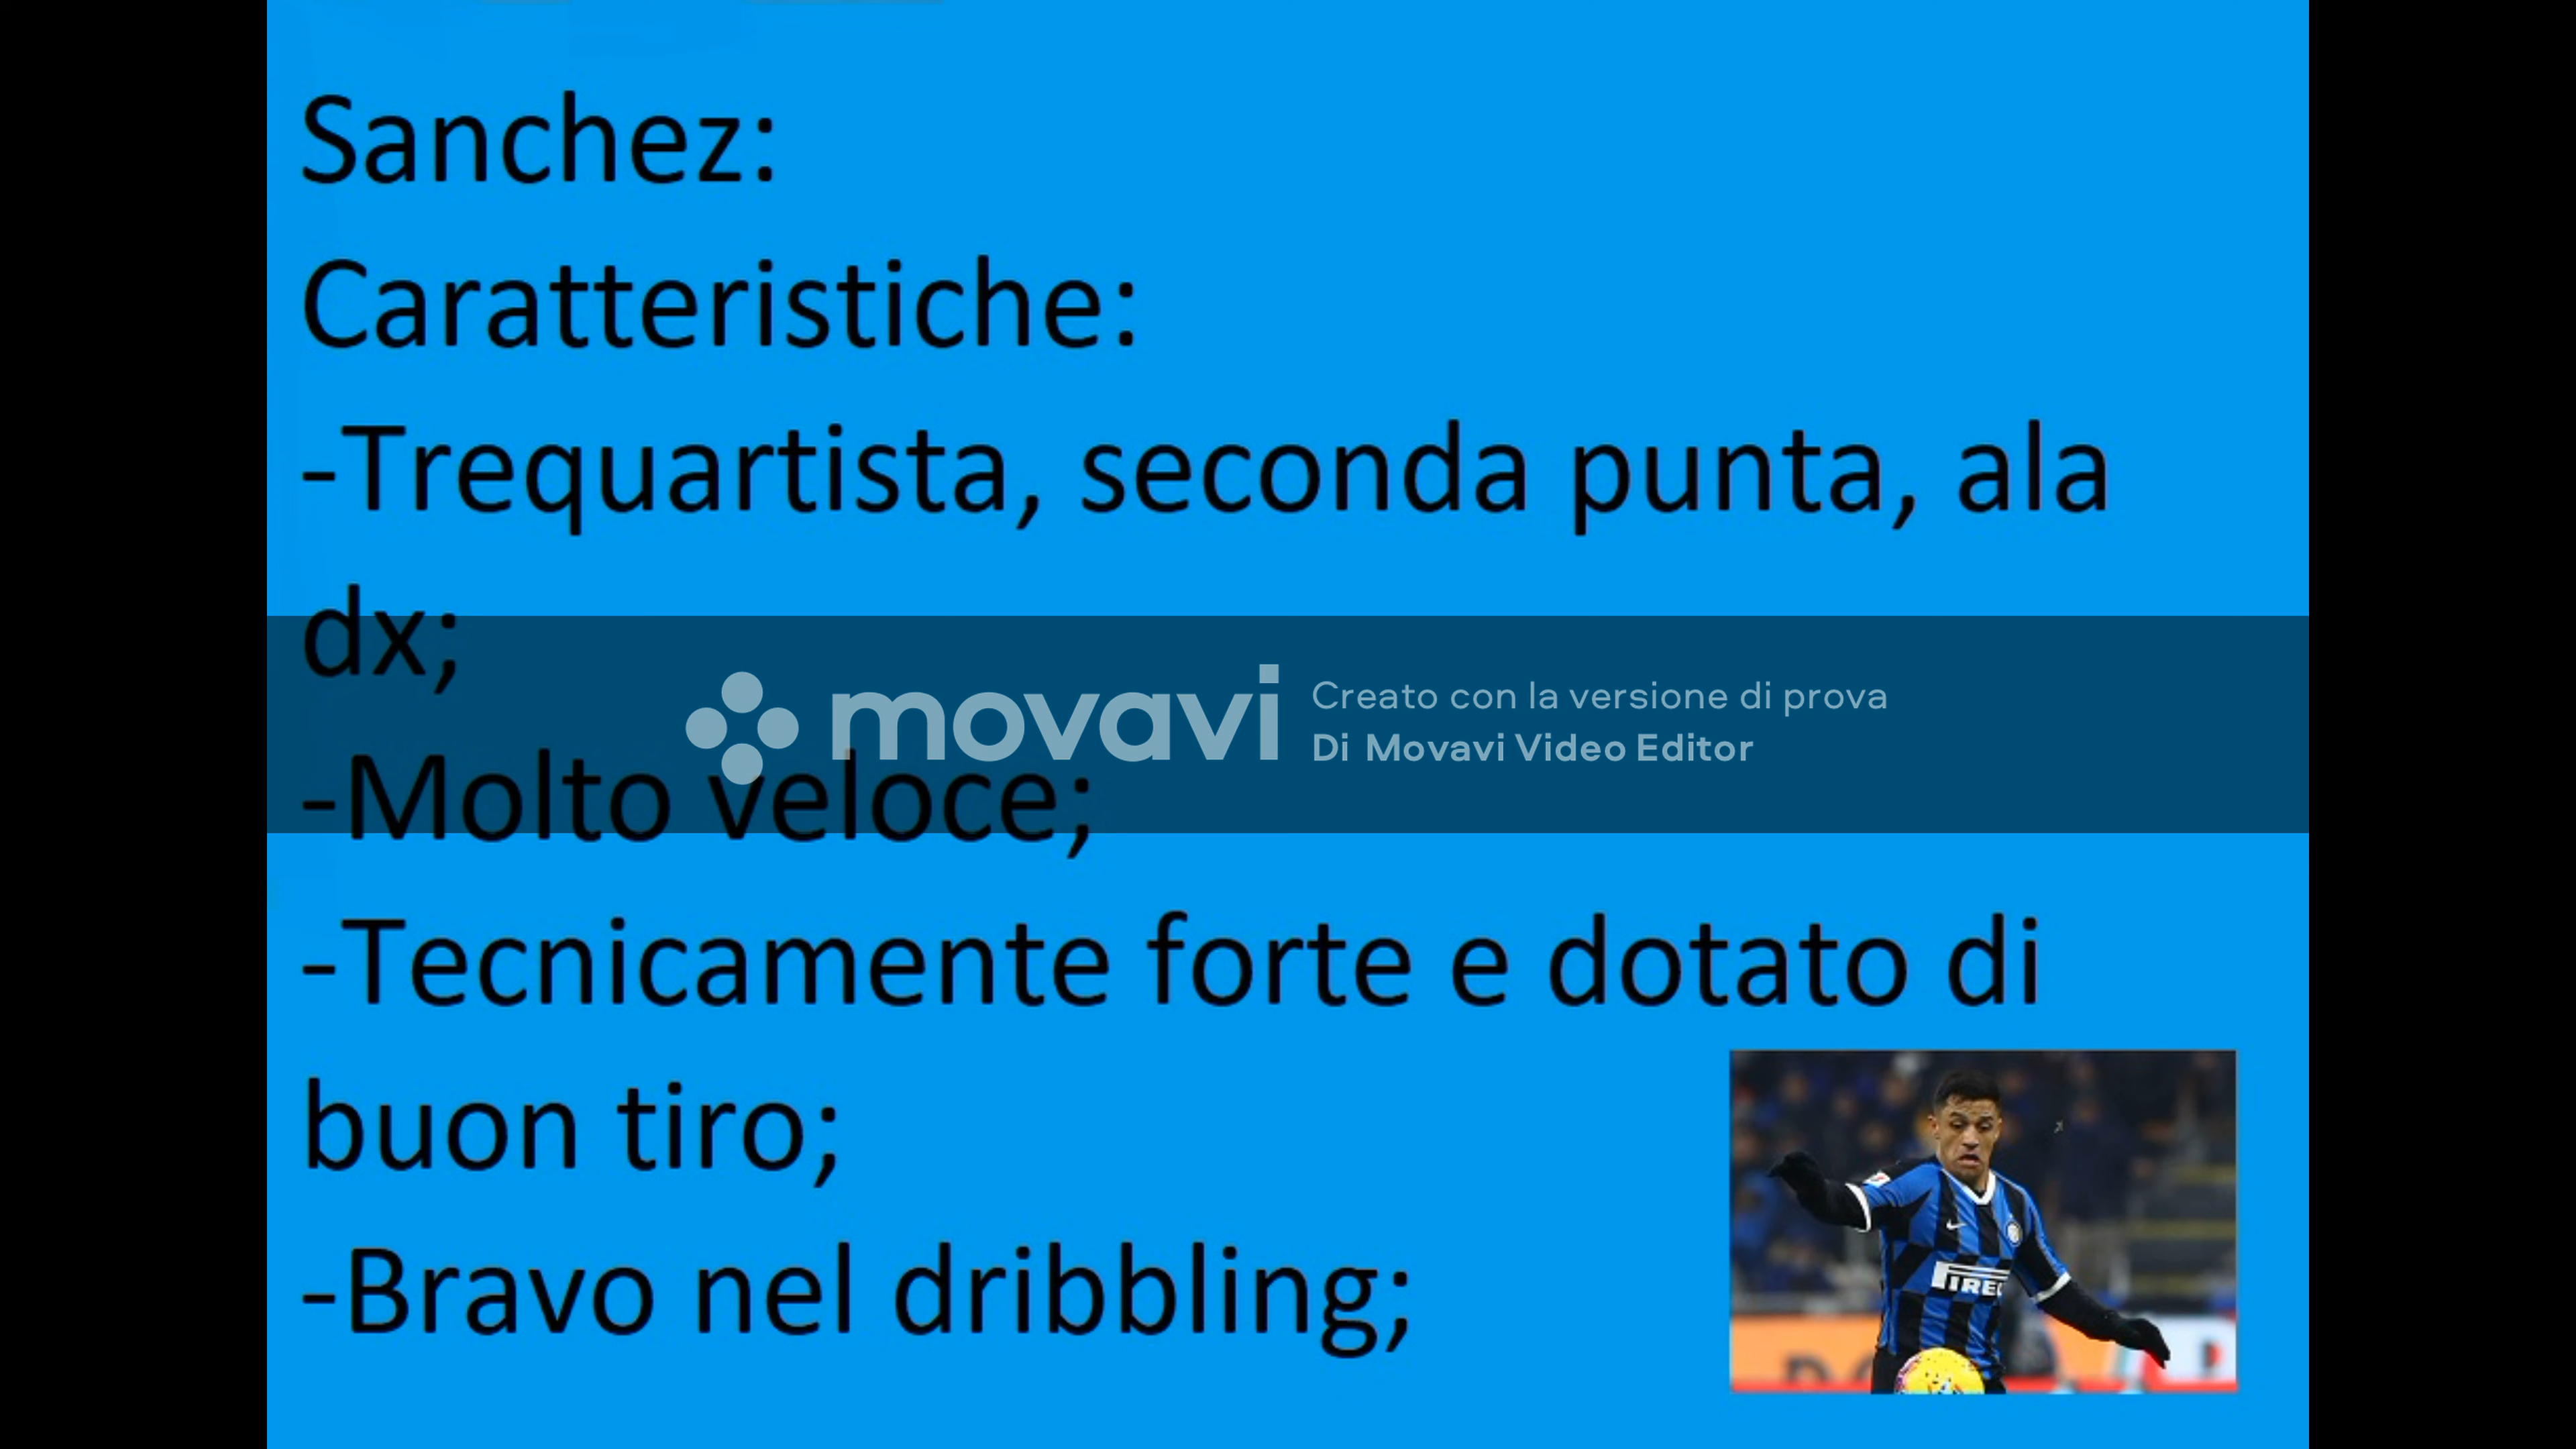 Sanchez:
Caratteristiche:
-Trequartista, seconda punta, ala
dx;
movavi
Creato con la versione di prova
Di Movavi Video Editor
-Molto veloce;
-Tecnicamente forte e dotato di
buon tiro;
-Bravo nel dribbling;